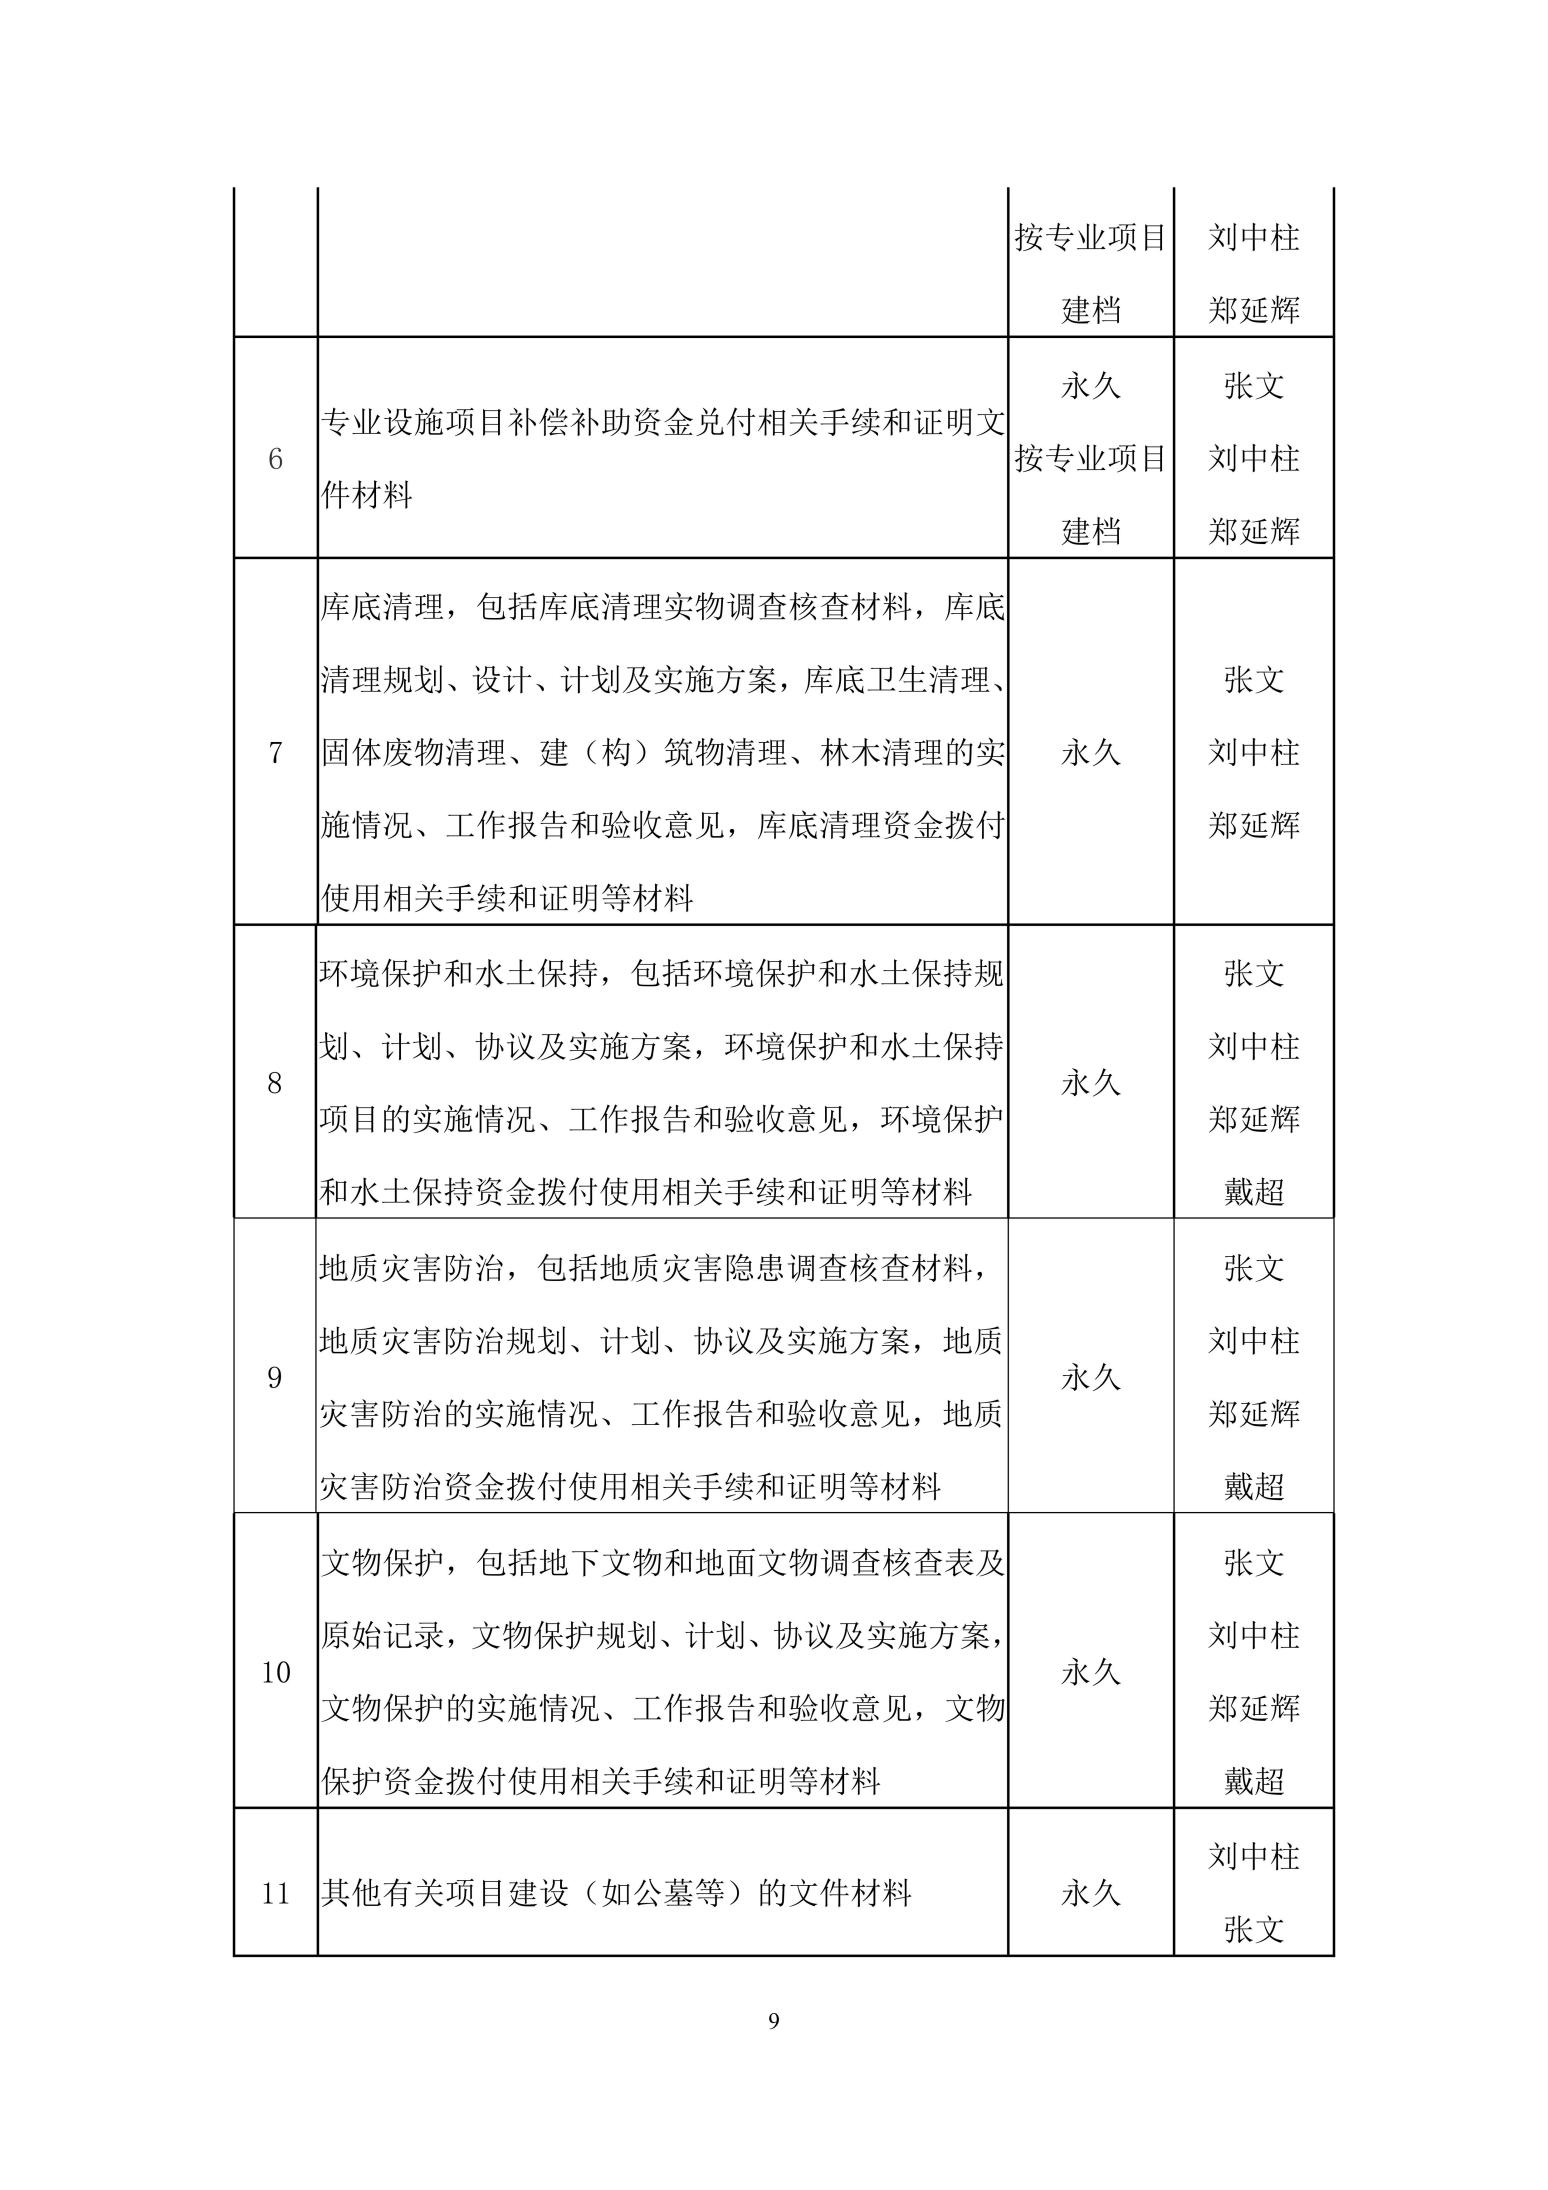 按专业项目
建档
刘中柱
郑延辉
6
专业设施项目补偿补助资金兑付相关手续和证明文
件材料
永久
按专业项目
建档
张文
刘中柱
郑延辉
7
库底清理，包括库底清理实物调查核查材料，库底
清理规划、设计、计划及实施方案，库底卫生清理、
固体废物清理、建（构）筑物清理、林木清理的实
施情况、工作报告和验收意见，库底清理资金拨付
使用相关手续和证明等材料
永久
张文
刘中柱
郑延辉
8
环境保护和水土保持，包括环境保护和水土保持规
划、计划、协议及实施方案，环境保护和水土保持
项目的实施情况、工作报告和验收意见，环境保护
和水土保持资金拨付使用相关手续和证明等材料
永久
张文
刘中柱
郑延辉
戴超
9
地质灾害防治，包括地质灾害隐患调查核查材料，
地质灾害防治规划、计划、协议及实施方案，地质
灾害防治的实施情况、工作报告和验收意见，地质
灾害防治资金拨付使用相关手续和证明等材料
永久
张文
刘中柱
郑延辉
戴超
10
文物保护，包括地下文物和地面文物调查核查表及
原始记录，文物保护规划、计划、协议及实施方案，
文物保护的实施情况、工作报告和验收意见，文物
保护资金拨付使用相关手续和证明等材料
永久
张文
刘中柱
郑延辉
戴超
11
其他有关项目建设（如公墓等）的文件材料
永久
刘中柱
张文
9